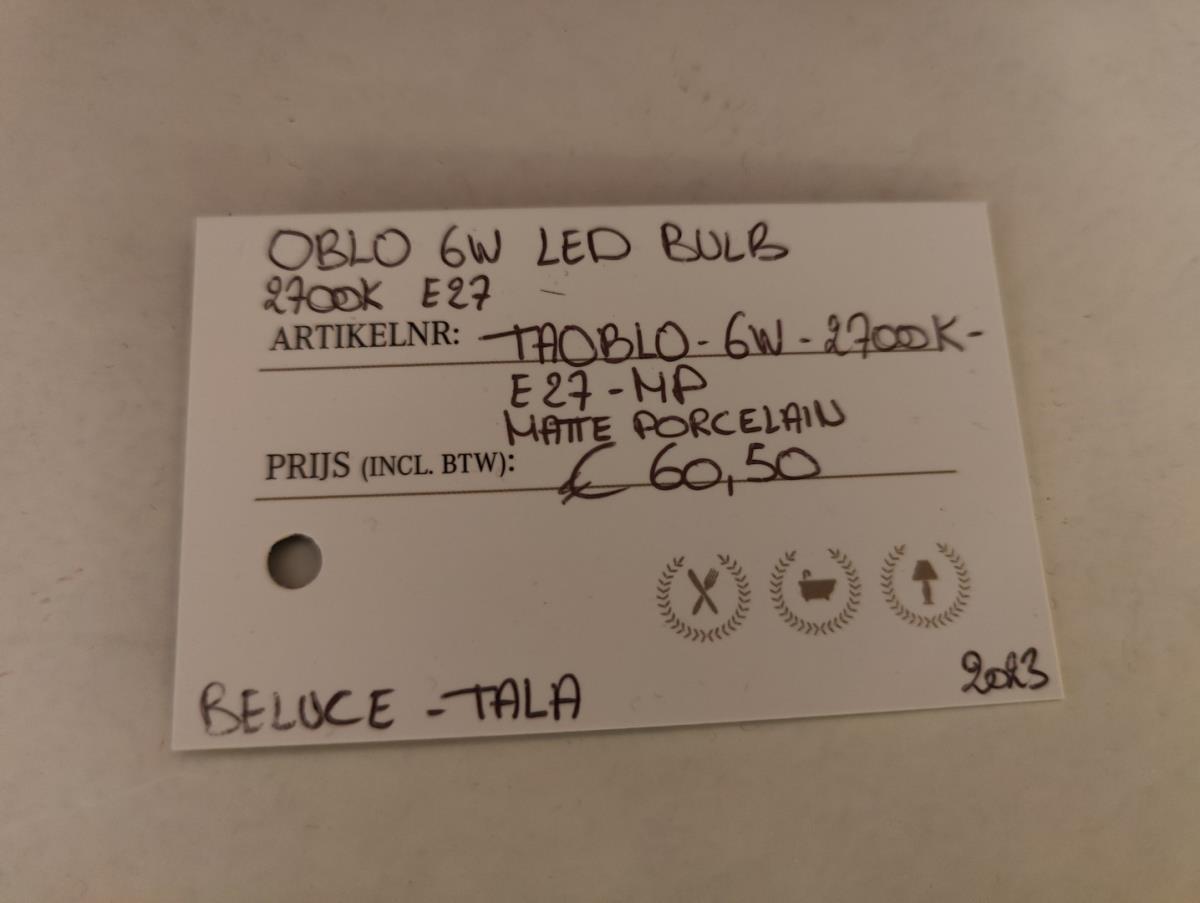 OBLO 6W LED BULB
2700K E27
ARTIKELNR: TAOBLO-6W-2700K-
E27-MP
MATTE PORCELAIN
PRIJS (INCL. BTW): € 60,50
BELUCE - TALA
2023